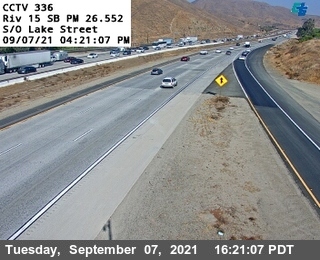 CCTV 336
Riv 15 SB PM 26.552
S/O Lake Street
09/07/21 04:21:07 PM
Tuesday, September 07, 2021 16:21:07 PDT